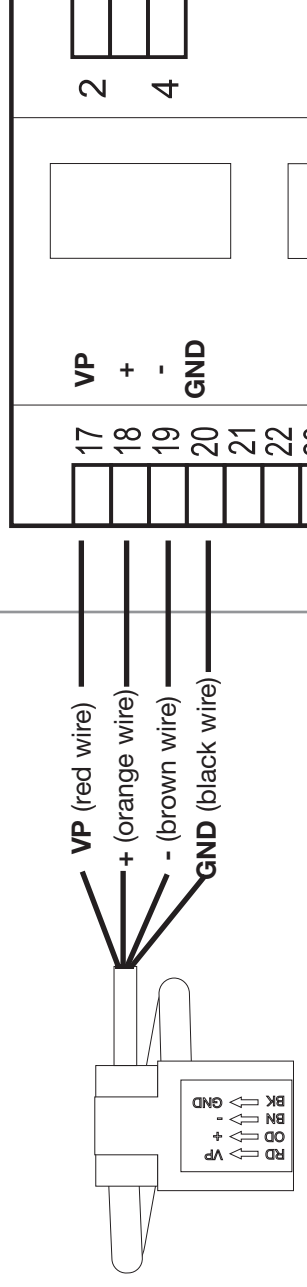 VP (red wire) 17 VP 2
+ (orange wire) 18 +
- (brown wire) 19 - 4
GND (black wire) 20 GND
21
22
RD ⇨ VP
OD ⇨ +
BN ⇨ -
BK ⇨ GND